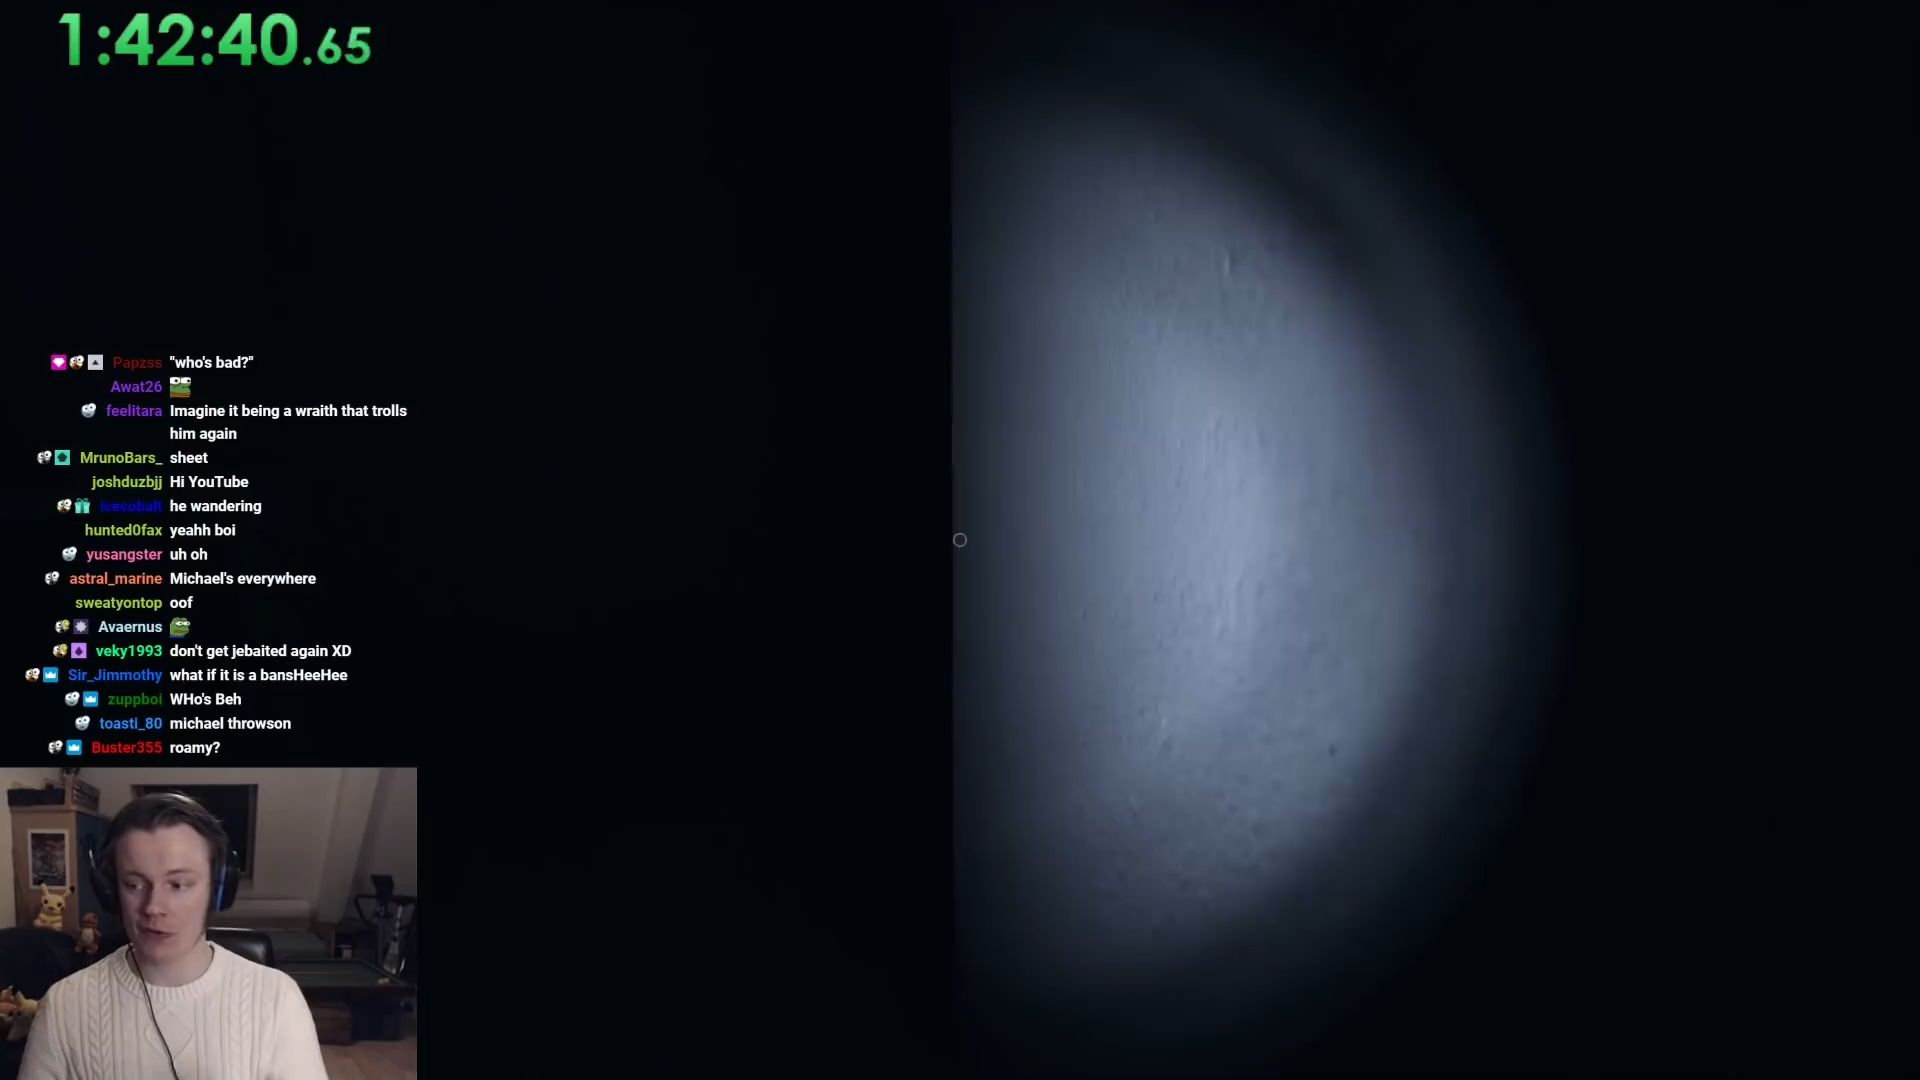 1:42:40.65
Papzss "who's bad?"
Awat26
feelitara Imagine it being a wraith that trolls
him again
MrunoBars_ sheet
joshduzbjj Hi YouTube
icecobalt he wandering
hunted0fax yeahh boi
yusangster uh oh
astral_marine Michael's everywhere
sweatyontop oof
Avaernus
veky1993 don't get jebaited again XD
Sir_Jimmothy what if it is a bansHeeHee
zuppboi WHo's Beh
toasti_80 michael throwson
Buster355 roamy?